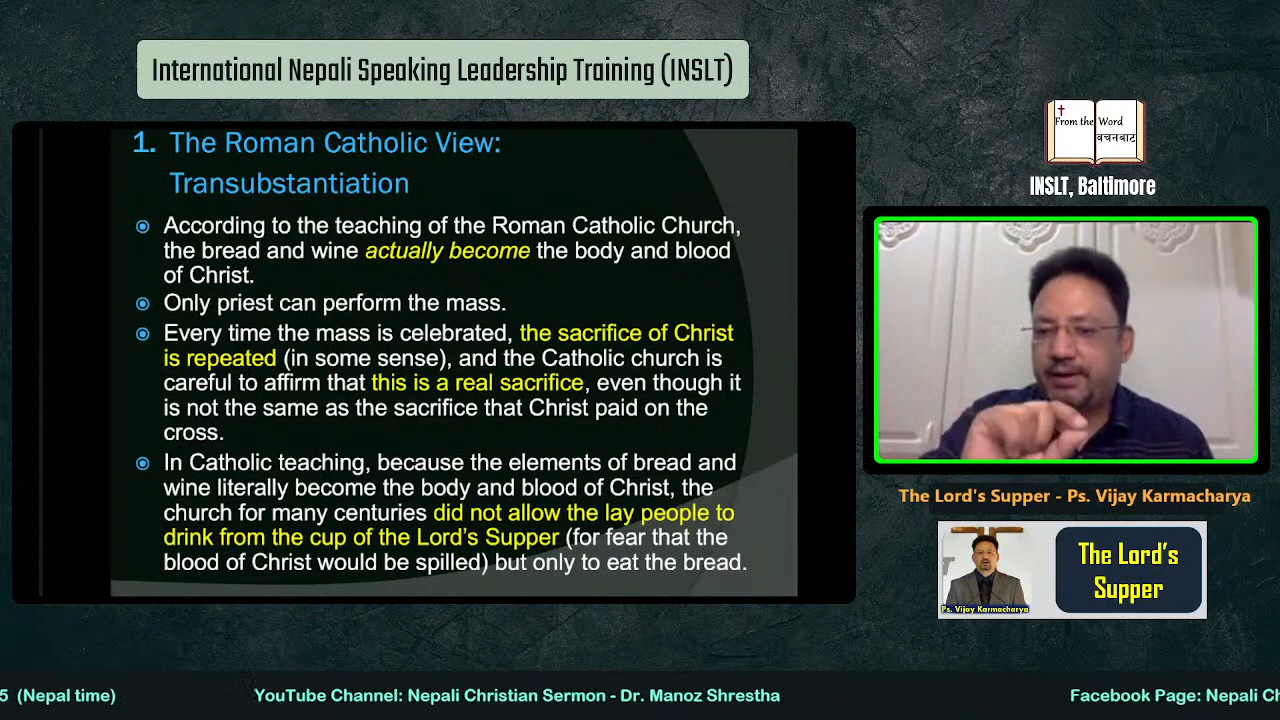 International Nepali Speaking Leadership Training (INSLT)
1. The Roman Catholic View:
Transubstantiation
According to the teaching of the Roman Catholic Church,
the bread and wine actually become the body and blood
of Christ.
Only priest can perform the mass.
Every time the mass is celebrated, the sacrifice of Christ
is repeated (in some sense), and the Catholic church is
careful to affirm that this is a real sacrifice, even though it
is not the same as the sacrifice that Christ paid on the
cross.
In Catholic teaching, because the elements of bread and
wine literally become the body and blood of Christ, the
church for many centuries did not allow the lay people to
drink from the cup of the Lord's Supper (for fear that the
blood of Christ would be spilled) but only to eat the bread.
From the Word
वचनबाट
INSLT, Baltimore
The Lord's Supper - Ps. Vijay Karmacharya
Ps. Vijay Karmacharya
The Lord's
Supper
5 (Nepal time) YouTube Channel: Nepali Christian Sermon - Dr. Manoz Shrestha Facebook Page: Nepali Ch